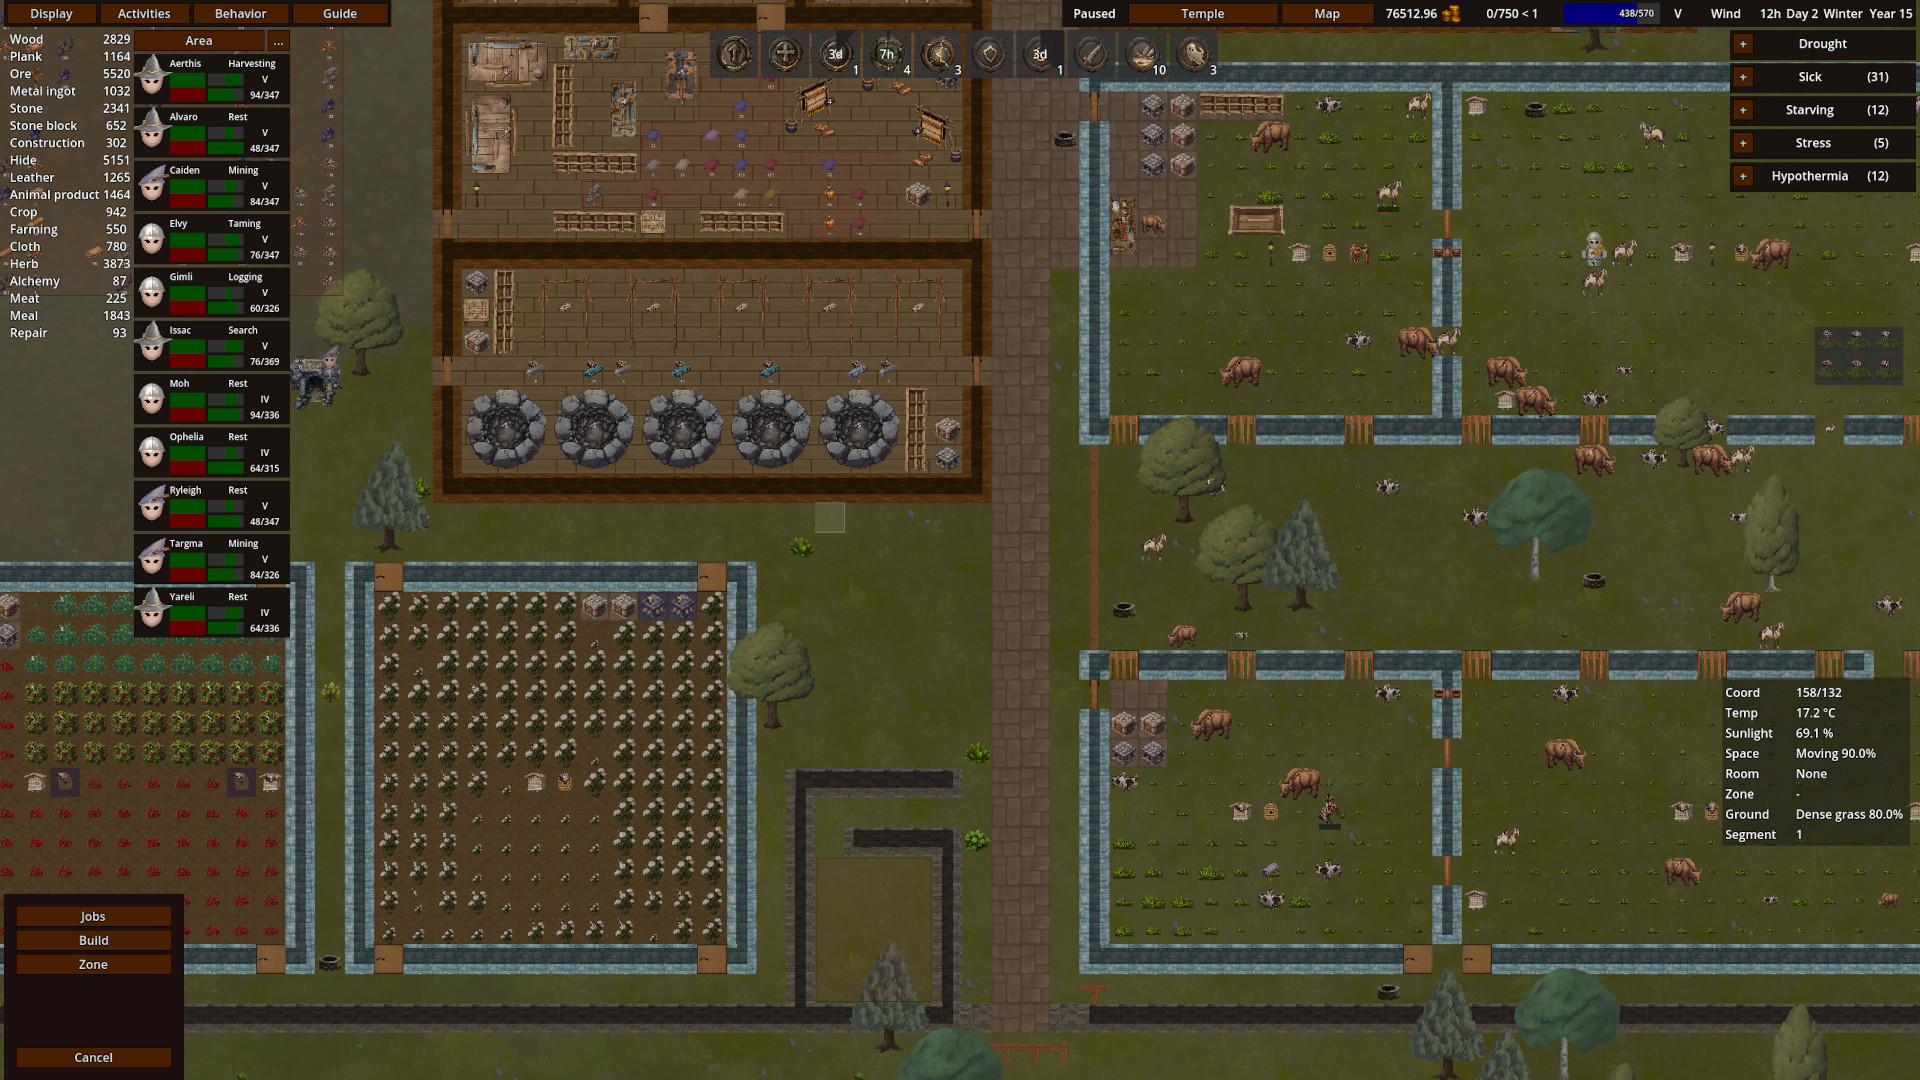 Display Activities Behavior Guide
Paused Temple Map 76512.96 0/750 < 1 438/570 V Wind 12h Day 2 Winter Year 15
Wood 2829
Plank 1164
Ore 5520
Metal ingot 1032
Stone 2341
Stone block 652
Construction 302
Hide 5151
Leather 1265
Animal product 1464
Crop 942
Farming 550
Cloth 780
Herb 3873
Alchemy 87
Meat 225
Meal 1843
Repair 93
Area ...
Aerthis Harvesting
V
94/347
Alvaro Rest
V
48/347
Caiden Mining
V
84/347
Elvy Taming
V
76/347
Gimli Logging
V
60/326
Issac Search
V
76/369
Moh Rest
IV
94/336
Ophelia Rest
IV
64/315
Ryleigh Rest
V
48/347
Targma Mining
V
84/326
Yareli Rest
IV
64/336
3d 7h 3d
1 4 3 1 10 3
+ Drought
+ Sick (31)
+ Starving (12)
+ Stress (5)
+ Hypothermia (12)
Coord 158/132
Temp 17.2 °C
Sunlight 69.1 %
Space Moving 90.0%
Room None
Zone -
Ground Dense grass 80.0%
Segment 1
Jobs
Build
Zone
Cancel